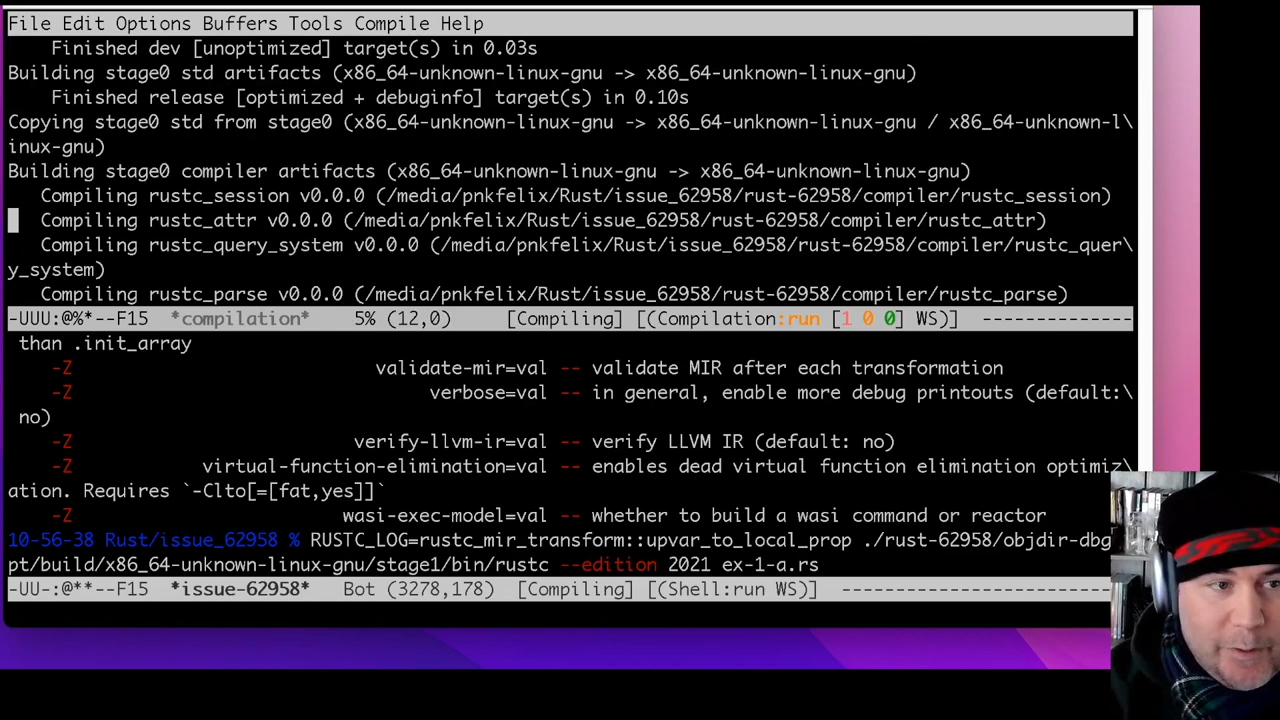 File Edit Options Buffers Tools Compile Help
Finished dev [unoptimized] target(s) in 0.03s
Building stage0 std artifacts (x86_64-unknown-linux-gnu -> x86_64-unknown-linux-gnu)
Finished release [optimized + debuginfo] target(s) in 0.10s
Copying stage0 std from stage0 (x86_64-unknown-linux-gnu -> x86_64-unknown-linux-gnu / x86_64-unknown-l\
inux-gnu)
Building stage0 compiler artifacts (x86_64-unknown-linux-gnu -> x86_64-unknown-linux-gnu)
Compiling rustc_session v0.0.0 (/media/pnkfelix/Rust/issue_62958/rust-62958/compiler/rustc_session)
Compiling rustc_attr v0.0.0 (/media/pnkfelix/Rust/issue_62958/rust-62958/compiler/rustc_attr)
Compiling rustc_query_system v0.0.0 (/media/pnkfelix/Rust/issue_62958/rust-62958/compiler/rustc_quer\
y_system)
Compiling rustc_parse v0.0.0 (/media/pnkfelix/Rust/issue_62958/rust-62958/compiler/rustc_parse)
-UUU:@%*--F15 *compilation* 5% (12,0) [Compiling] [(Compilation:run [1 0 0] WS)] --------------
than .init_array
-Z validate-mir=val -- validate MIR after each transformation
-Z verbose=val -- in general, enable more debug printouts (default:\
no)
-Z verify-llvm-ir=val -- verify LLVM IR (default: no)
-Z virtual-function-elimination=val -- enables dead virtual function elimination optimiz\
ation. Requires `-Clto[=[fat,yes]]`
-Z wasi-exec-model=val -- whether to build a wasi command or reactor
10-56-38 Rust/issue_62958 % RUSTC_LOG=rustc_mir_transform::upvar_to_local_prop ./rust-62958/objdir-dbg
pt/build/x86_64-unknown-linux-gnu/stage1/bin/rustc --edition 2021 ex-1-a.rs
-UU-:@**--F15 *issue-62958* Bot (3278,178) [Compiling] [(Shell:run WS)] -------------------------